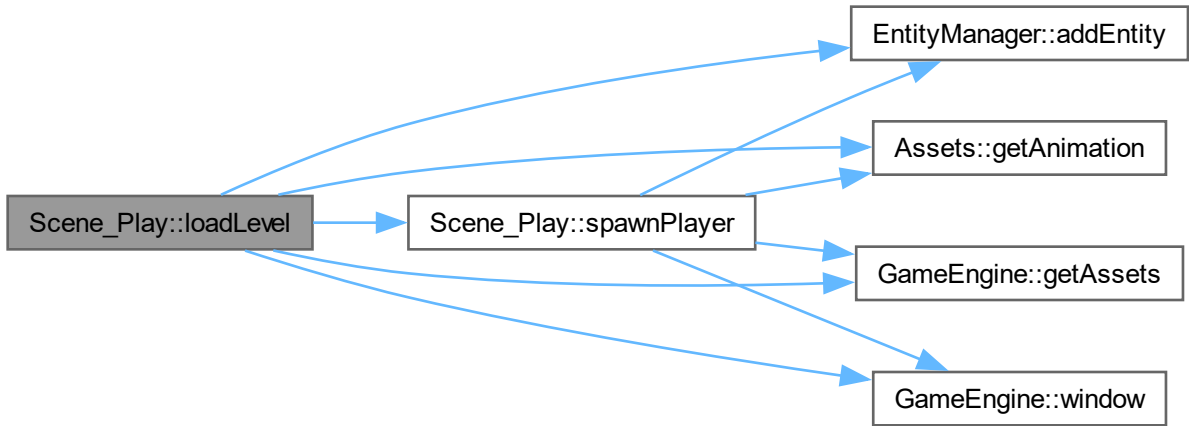 EntityManager::addEntity
Assets::getAnimation
Scene_Play::loadLevel
Scene_Play::spawnPlayer
GameEngine::getAssets
GameEngine::window